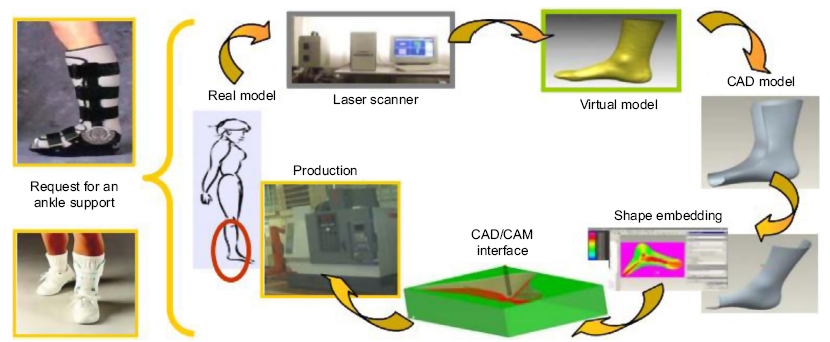 Real model
Laser scanner
Virtual model
CAD model
Request for an
ankle support
Production
CAD/CAM
interface
Shape embedding